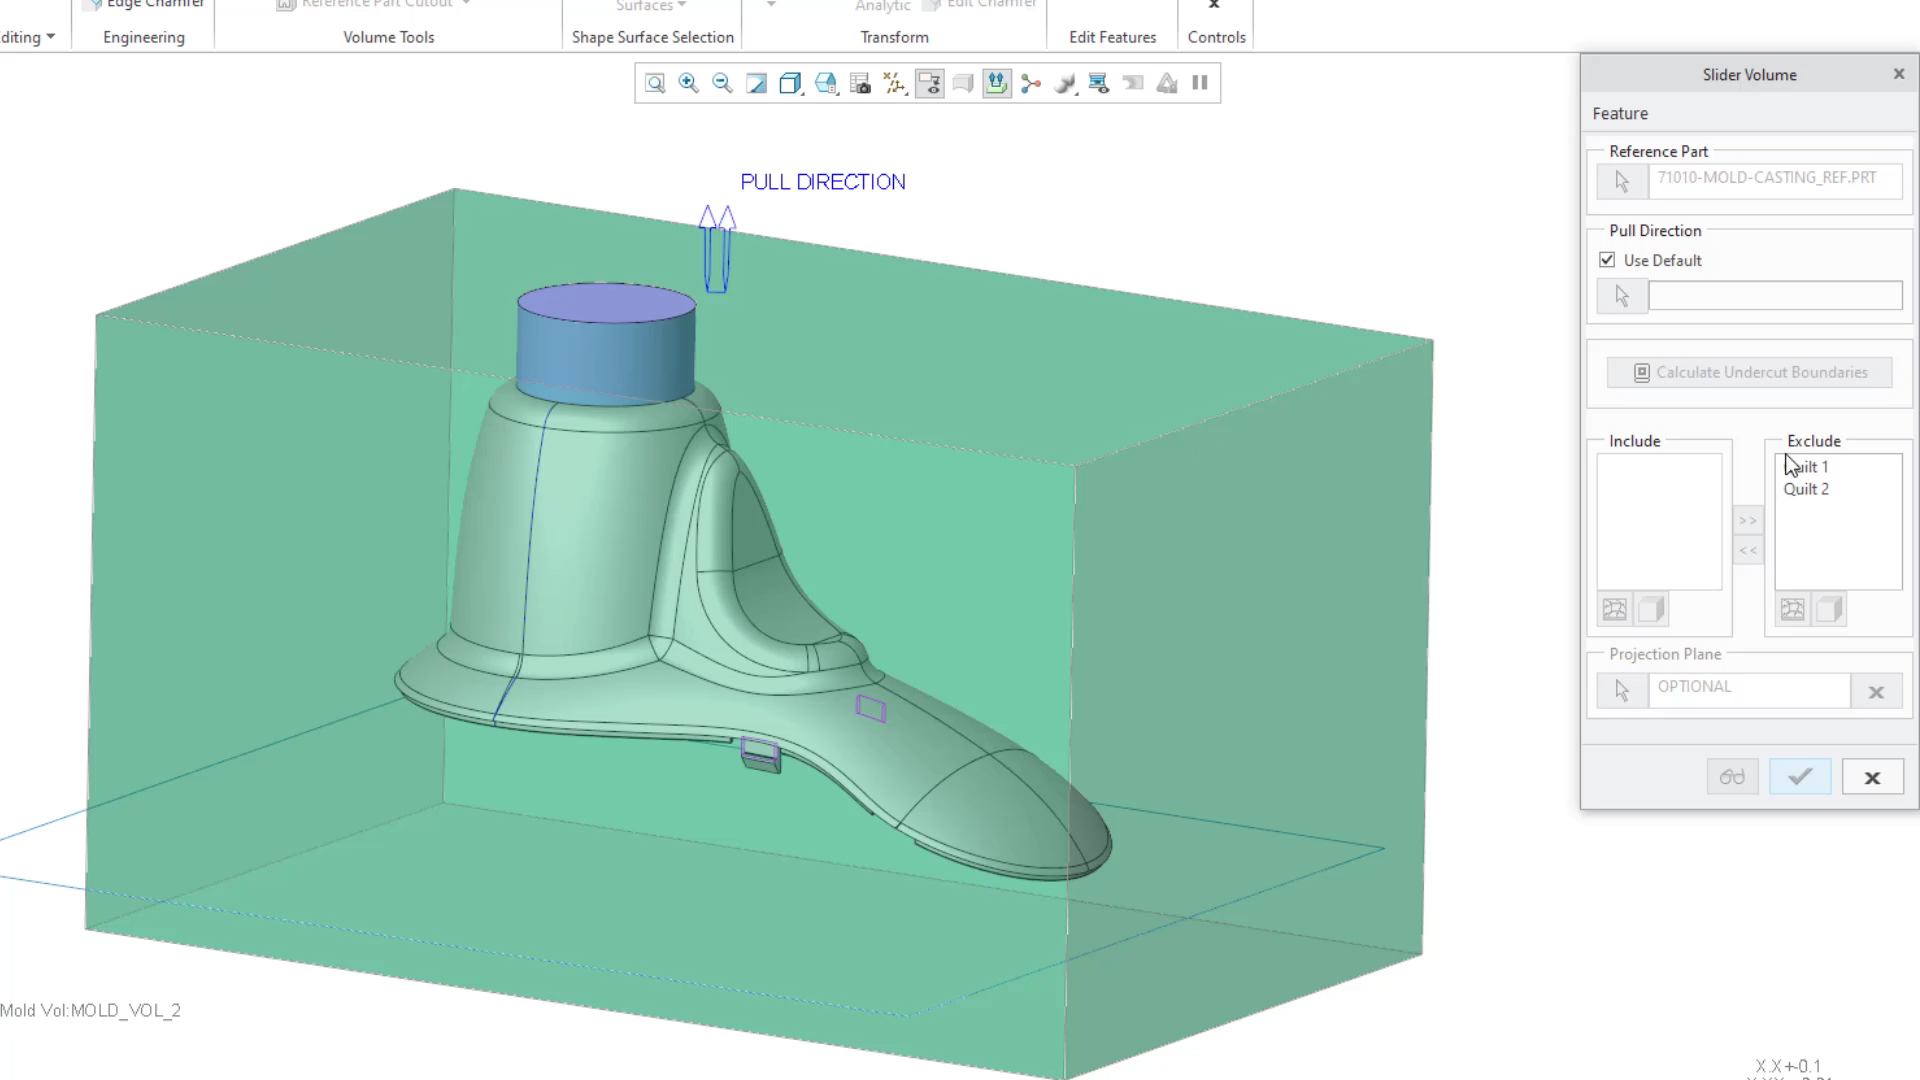 Edge Chamfer
Reference Part Cutout
Surfaces
Analytic
Edit Chamfer
diting
Engineering
Volume Tools
Shape Surface Selection
Transform
Edit Features
Controls
Slider Volume
Feature
Reference Part
71010-MOLD-CASTING_REF.PRT
Pull Direction
Use Default
Calculate Undercut Boundaries
Include
Exclude
uilt 1
Quilt 2
>>
<<
Projection Plane
OPTIONAL
PULL DIRECTION
Mold Vol:MOLD_VOL_2
X.X+-0.1